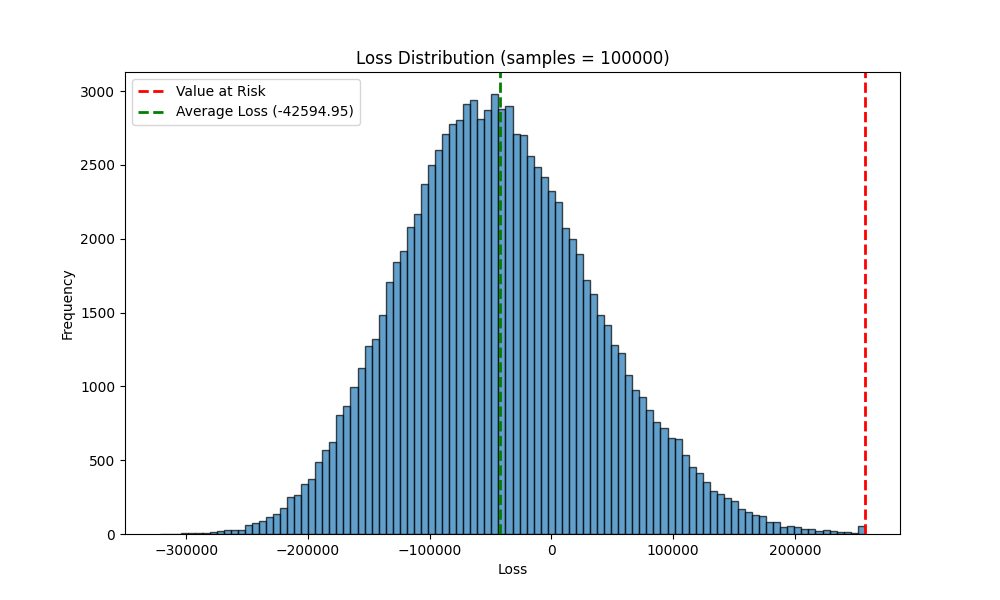 Loss Distribution (samples = 100000)
Value at Risk
Average Loss (-42594.95)
3000
2500
2000
1500
1000
500
0
Frequency
−300000 −200000 −100000 0 100000 200000
Loss